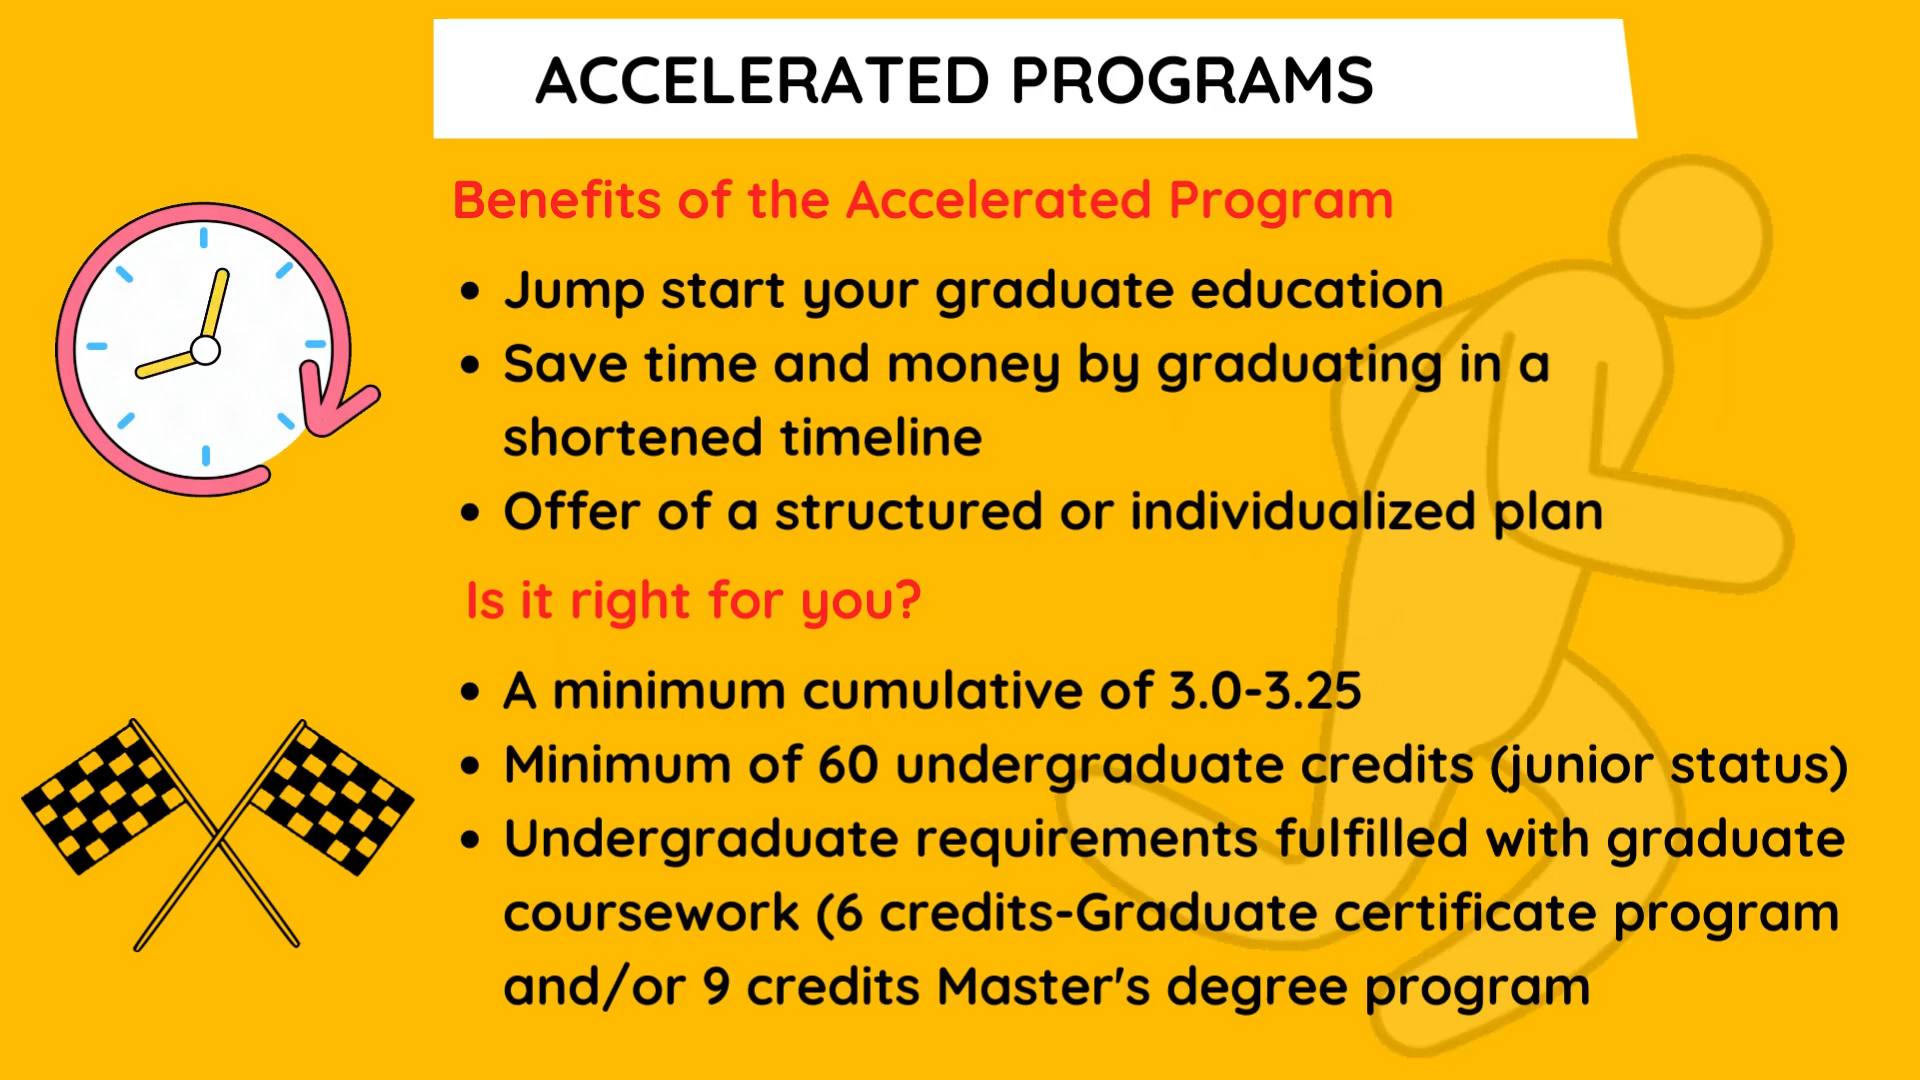 ACCELERATED PROGRAMS
Benefits of the Accelerated Program
• Jump start your graduate education
• Save time and money by graduating in a
shortened timeline
• Offer of a structured or individualized plan
Is it right for you?
• A minimum cumulative of 3.0-3.25
• Minimum of 60 undergraduate credits (junior status)
• Undergraduate requirements fulfilled with graduate
coursework (6 credits-Graduate certificate program
and/or 9 credits Master's degree program